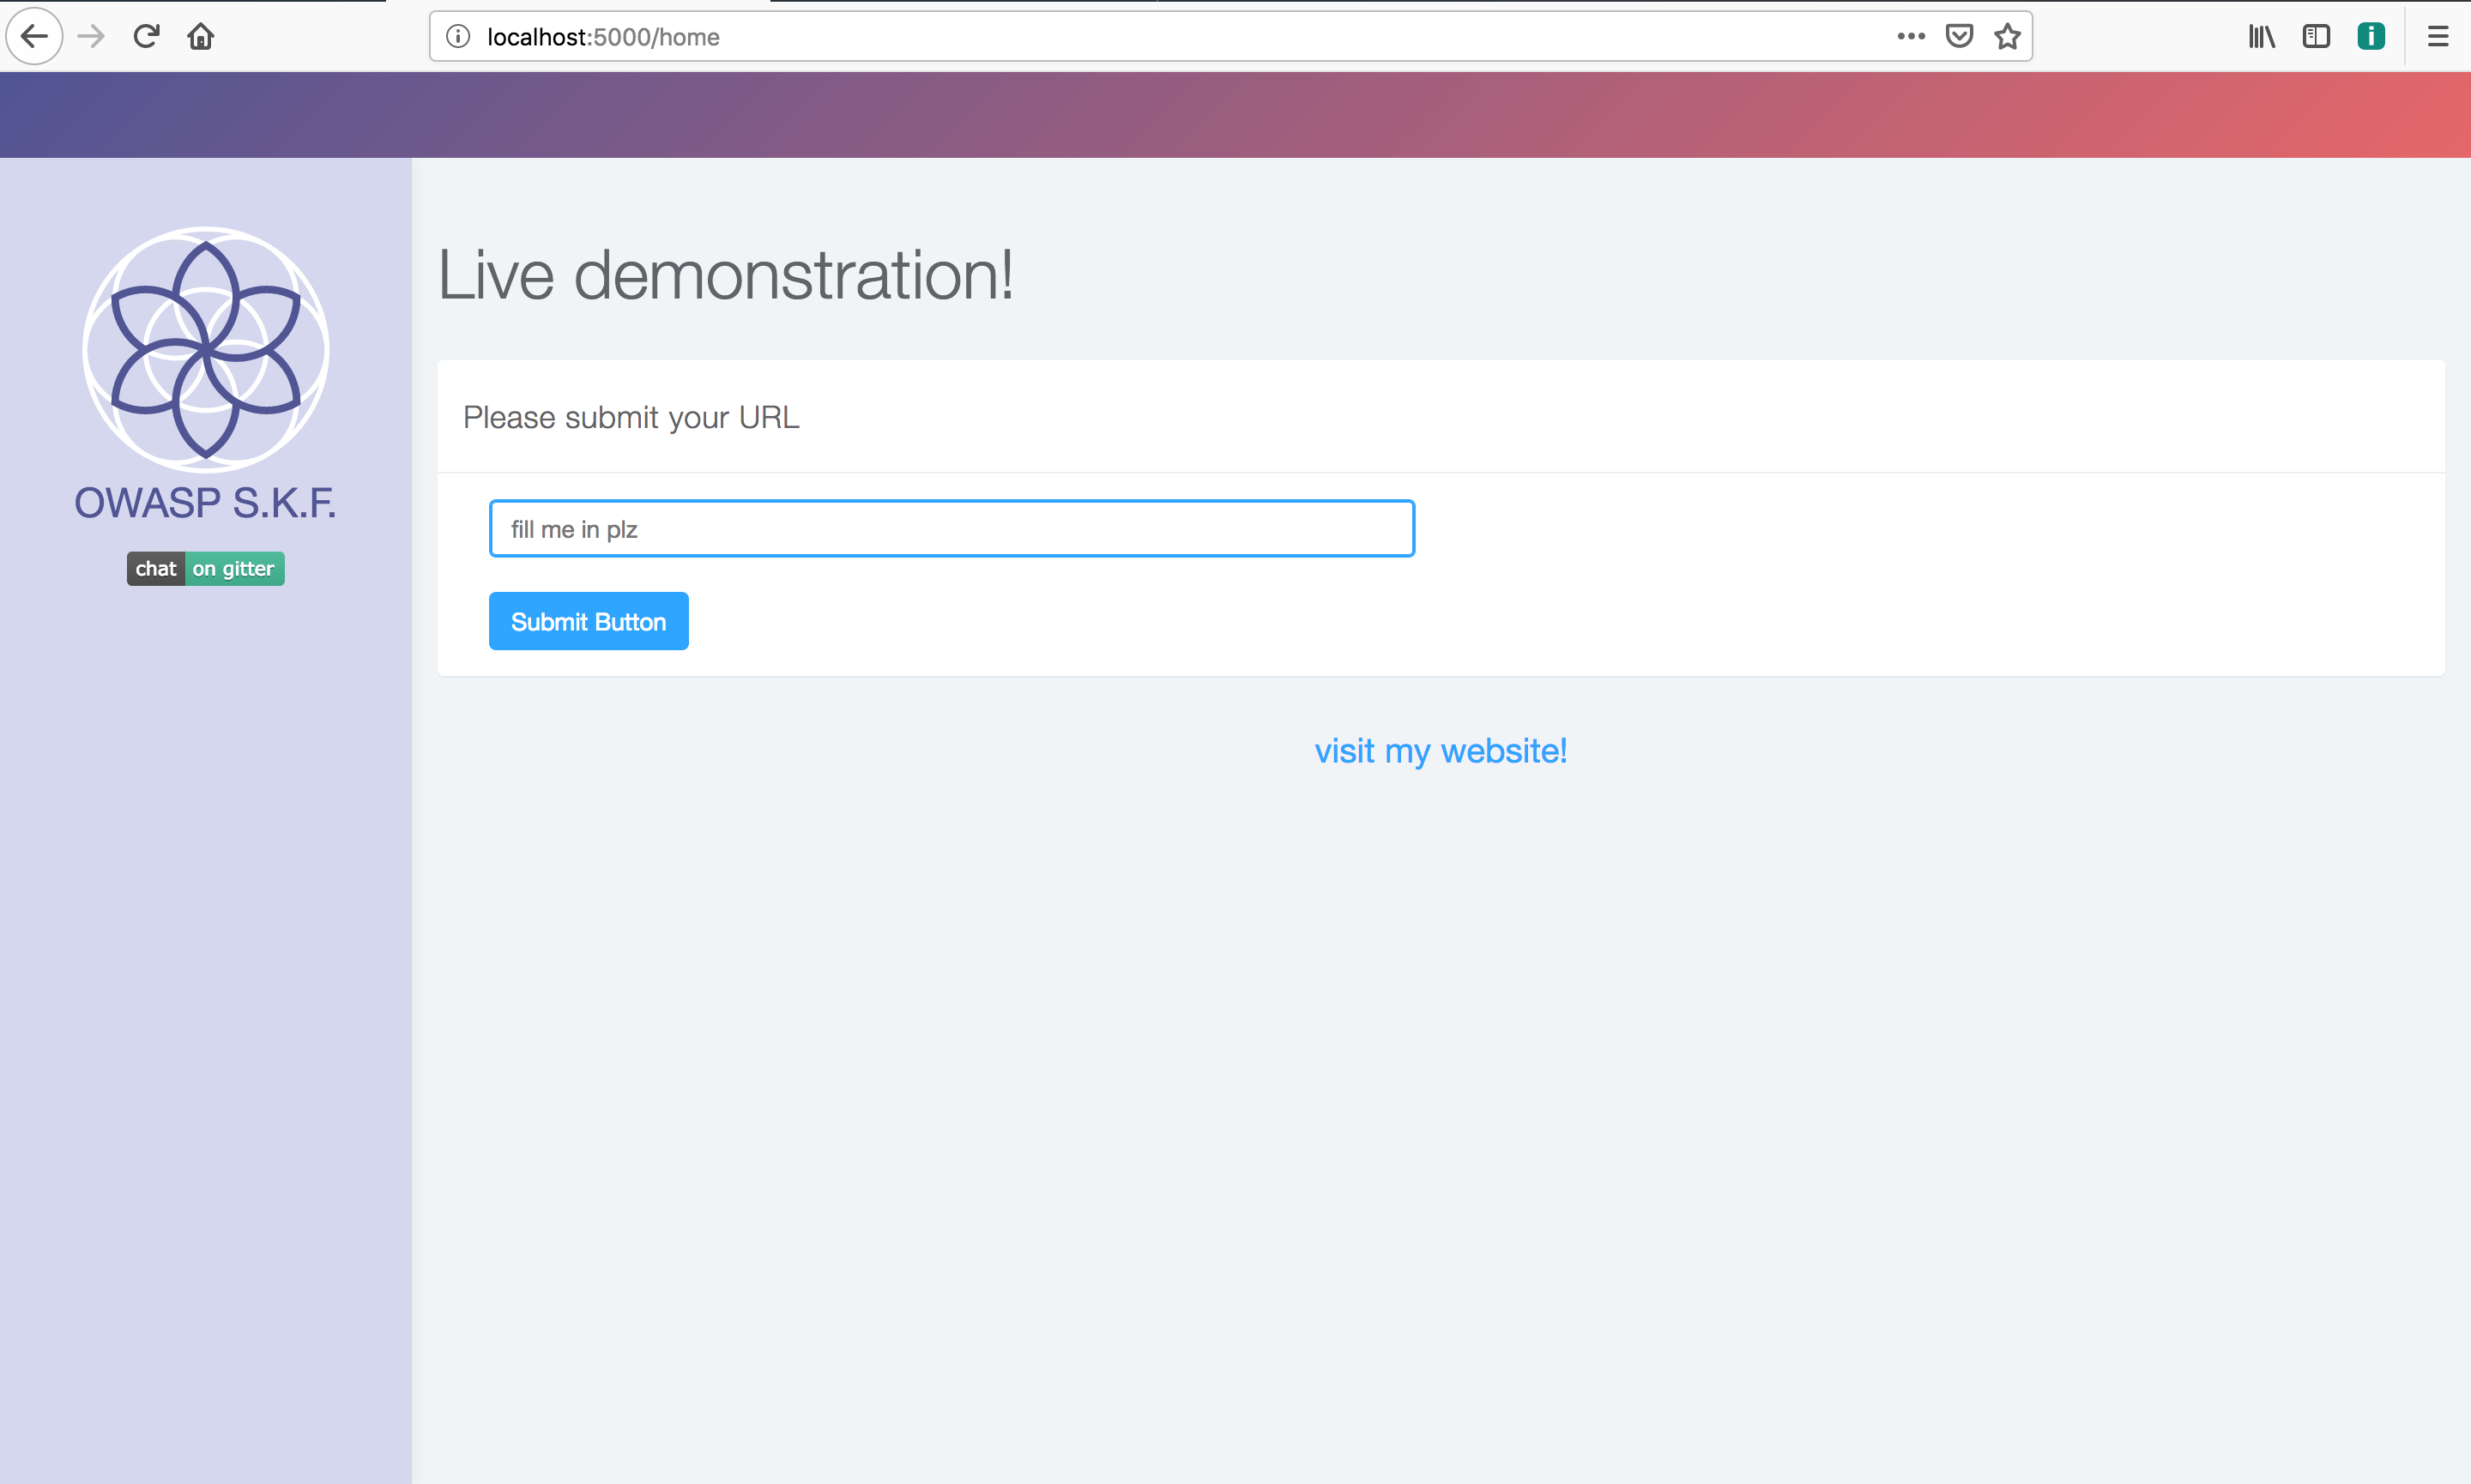 localhost:5000/home
OWASP S.K.F.
chat on gitter
Live demonstration!
Please submit your URL
fill me in plz
Submit Button
visit my website!